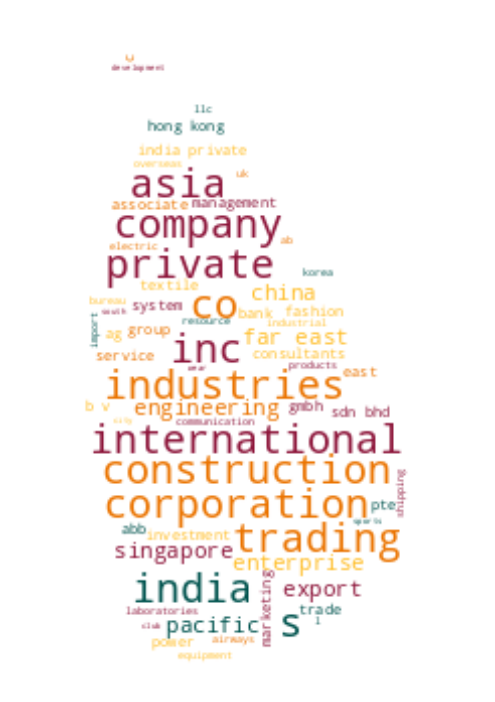 development
llc
hong kong
india private
overseas
uk
asia
associate management
company
electric ab
private
korea
textile china
bureau system co bank fashion
south resource industrial
import ag group inc far east
service consultants
products
east
industries
b v engineering gmbh sdn bhd
communication
international
construction
shipping
corporation pte
sports
abb investment trading
singapore
enterprise
india export
laboratories marketing s trade l
club pacific
power airways
equipment